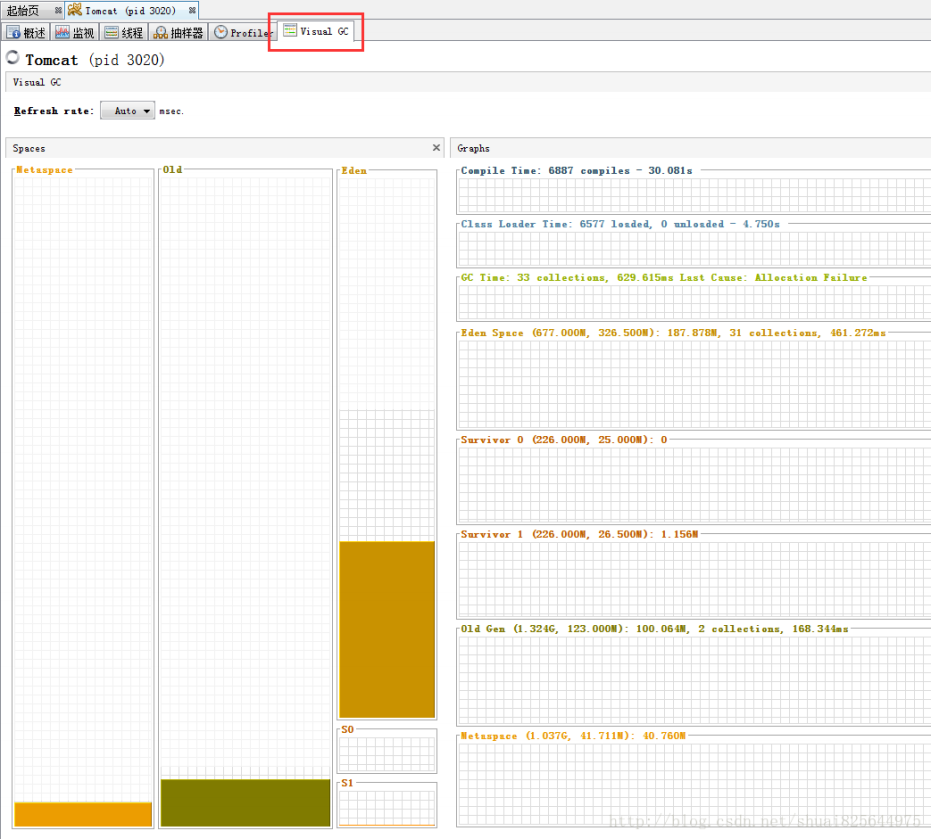 起始页 Tomcat (pid 3020)
概述 监视 线程 抽样器 Profiler Visual GC
Tomcat (pid 3020)
Visual GC
Refresh rate: Auto msec.
Spaces
Graphs
Metaspace
Old
Eden
S0
S1
Compile Time: 6887 compiles - 30.081s
Class Loader Time: 6577 loaded, 0 unloaded - 4.750s
GC Time: 33 collections, 629.615ms Last Cause: Allocation Failure
Eden Space (677.000M, 326.500M): 187.878M, 31 collections, 461.272ms
Survivor 0 (226.000M, 25.000M): 0
Survivor 1 (226.000M, 26.500M): 1.156M
Old Gen (1.324G, 123.000M): 100.064M, 2 collections, 168.344ms
Metaspace (1.037G, 41.711M): 40.760M
http://blog.csdn.net/shuai825644975